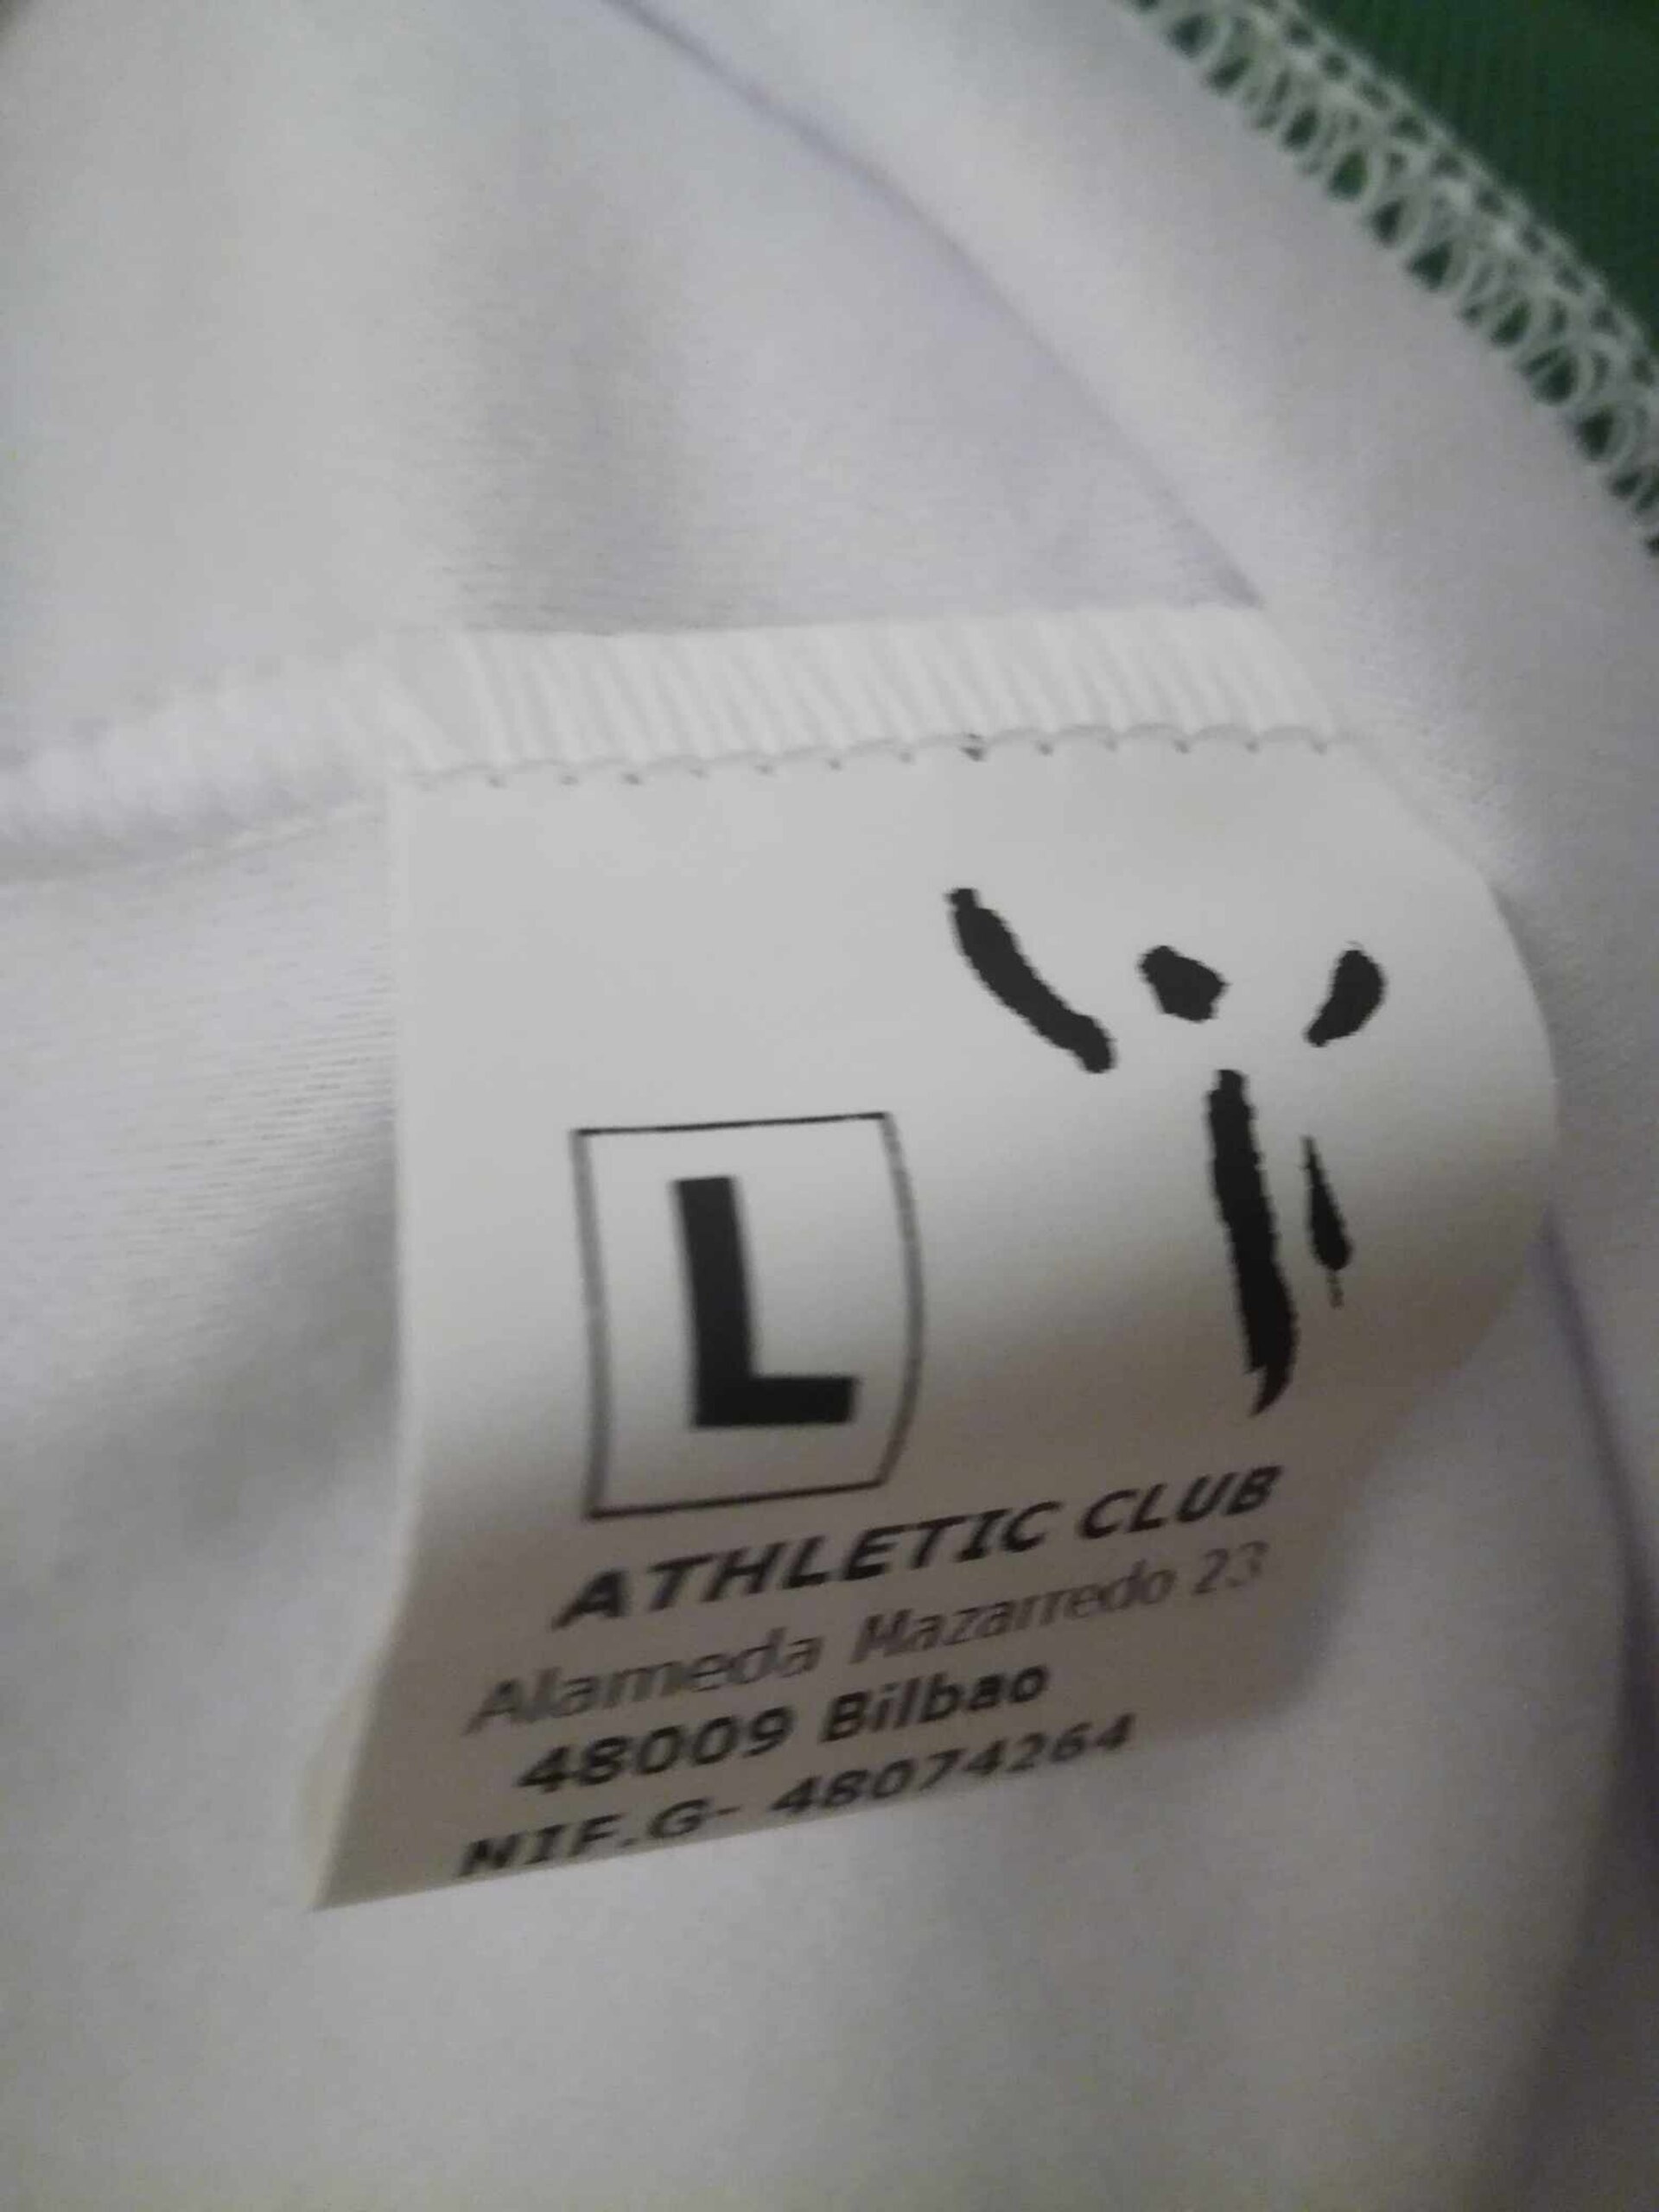 L
ATHLETIC CLUB
Alameda Mazarredo 23
48009 Bilbao
NIF.G- 48074264